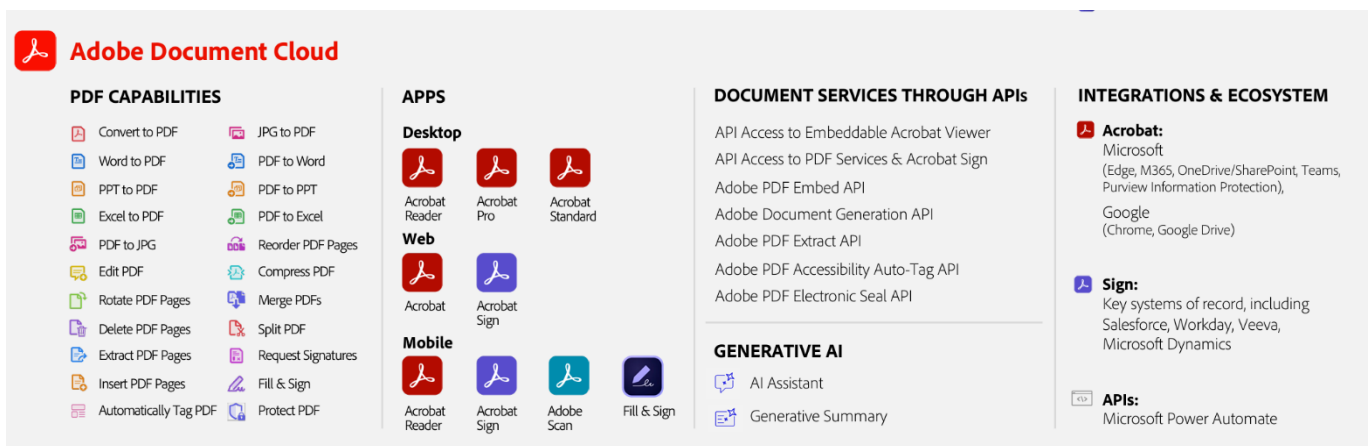 Adobe Document Cloud
PDF CAPABILITIES
Convert to PDF
JPG to PDF
Word to PDF
PDF to Word
PPT to PDF
PDF to PPT
Excel to PDF
PDF to Excel
PDF to JPG
Reorder PDF Pages
Edit PDF
Compress PDF
Rotate PDF Pages
Merge PDFs
Delete PDF Pages
Split PDF
Extract PDF Pages
Request Signatures
Insert PDF Pages
Fill & Sign
Automatically Tag PDF
Protect PDF
APPS
Desktop
Acrobat
Reader
Acrobat
Pro
Acrobat
Standard
Web
Acrobat
Acrobat
Sign
Mobile
Acrobat
Reader
Acrobat
Sign
Adobe
Scan
Fill & Sign
DOCUMENT SERVICES THROUGH APIs
API Access to Embeddable Acrobat Viewer
API Access to PDF Services & Acrobat Sign
Adobe PDF Embed API
Adobe Document Generation API
Adobe PDF Extract API
Adobe PDF Accessibility Auto-Tag API
Adobe PDF Electronic Seal API
GENERATIVE AI
AI Assistant
Generative Summary
INTEGRATIONS & ECOSYSTEM
Acrobat:
Microsoft
(Edge, M365, OneDrive/SharePoint, Teams,
Purview Information Protection),
Google
(Chrome, Google Drive)
Sign:
Key systems of record, including
Salesforce, Workday, Veeva,
Microsoft Dynamics
APIs:
Microsoft Power Automate